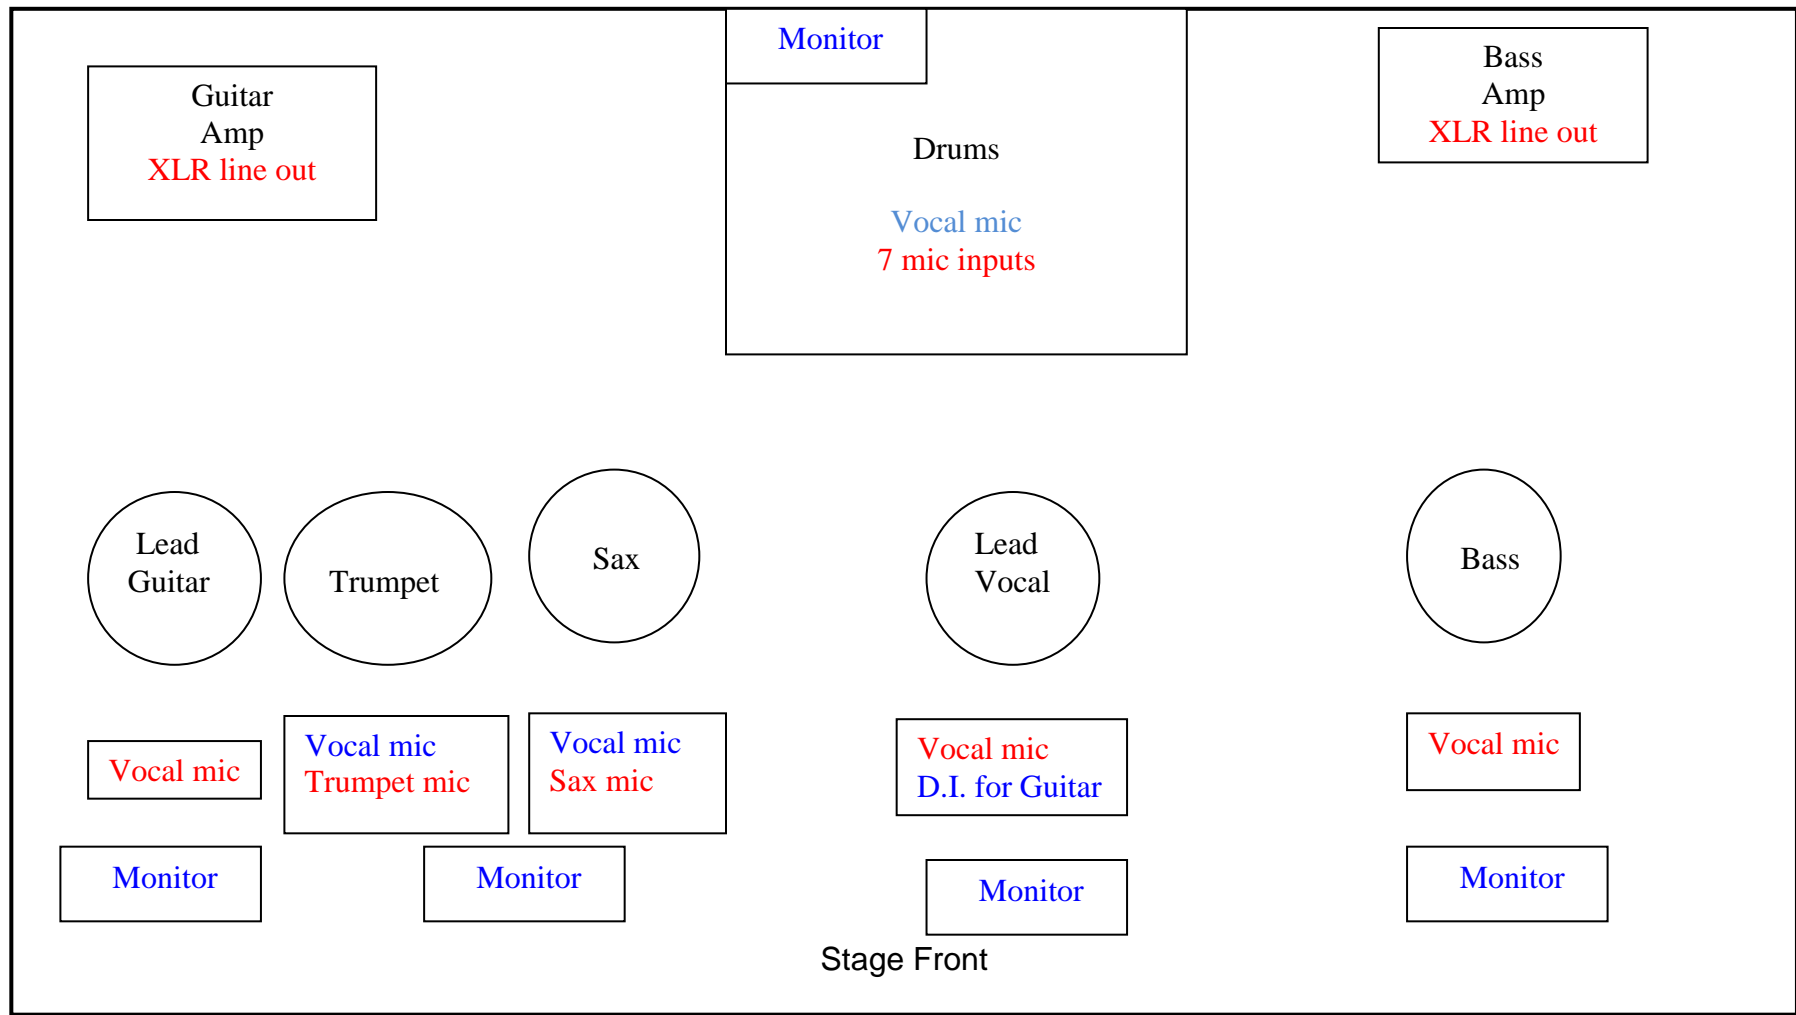 Monitor
Guitar
Amp
XLR line out
Drums
Vocal mic
7 mic inputs
Bass
Amp
XLR line out
Lead
Guitar
Trumpet
Sax
Lead
Vocal
Bass
Vocal mic
Vocal mic
Trumpet mic
Vocal mic
Sax mic
Vocal mic
D.I. for Guitar
Vocal mic
Monitor
Monitor
Monitor
Monitor
Stage Front